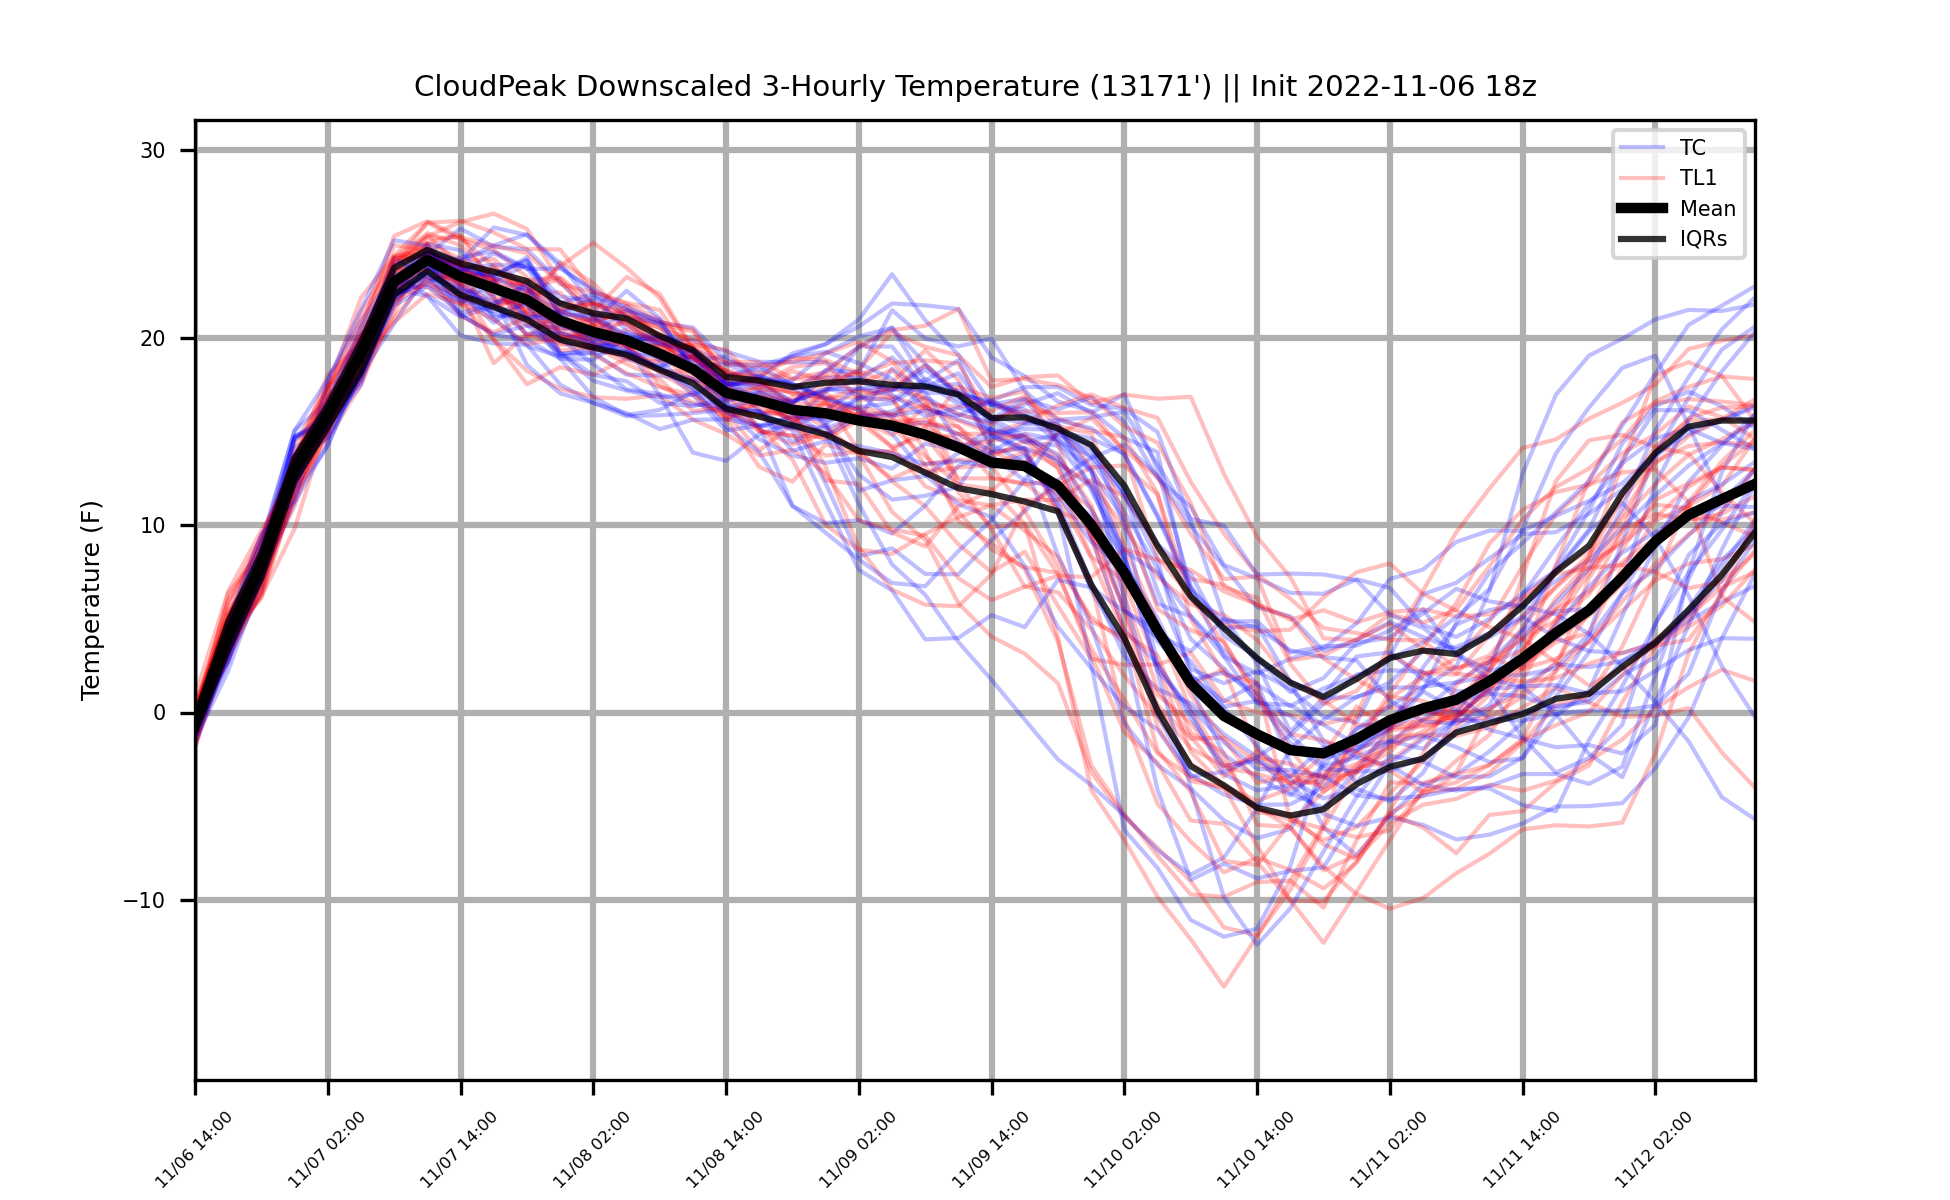 CloudPeak Downscaled 3-Hourly Temperature (13171') || Init 2022-11-06 18z
TC
TL1
Mean
IQRs
Temperature (F)
30
20
10
0
−10
11/06 14:00
11/07 02:00
11/07 14:00
11/08 02:00
11/08 14:00
11/09 02:00
11/09 14:00
11/10 02:00
11/10 14:00
11/11 02:00
11/11 14:00
11/12 02:00